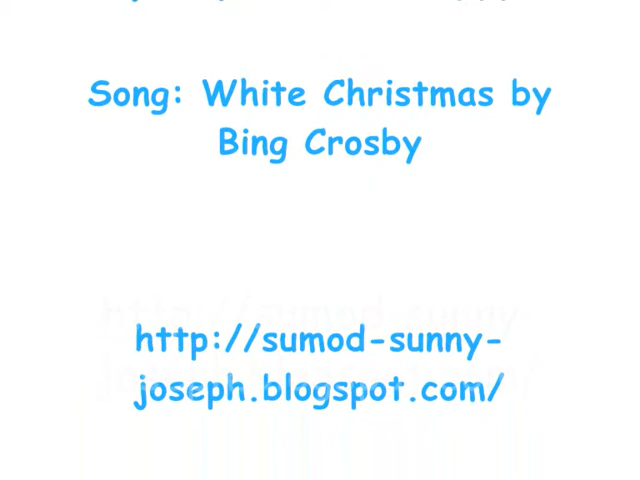 Song: White Christmas by
Bing Crosby
http://sumod-sunny-
joseph.blogspot.com/